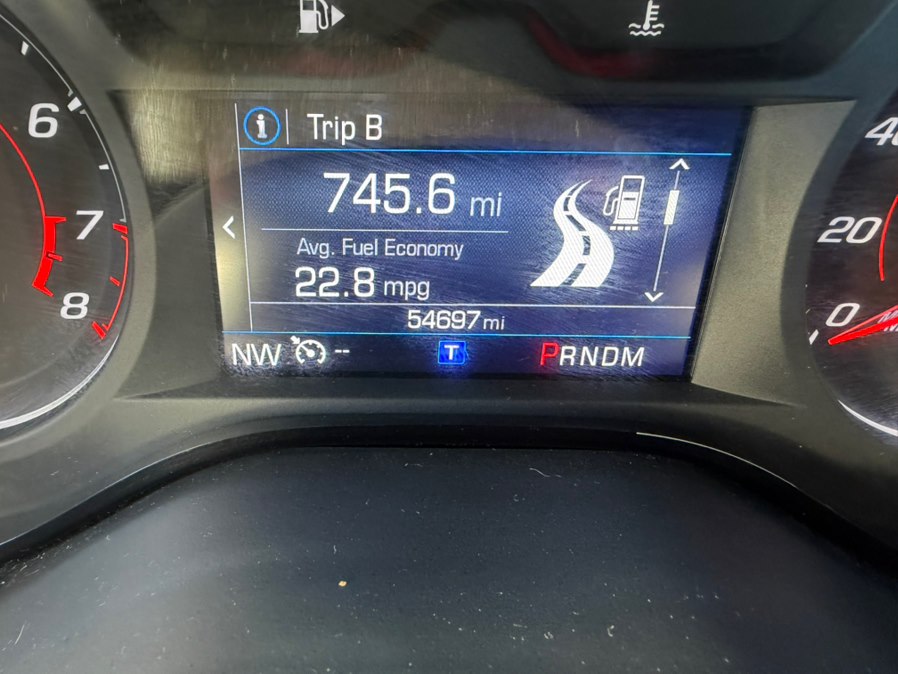 Trip B
745.6 mi
Avg. Fuel Economy
22.8 mpg
54697 mi
NW -- T PRNDM
6
7
8
20
0